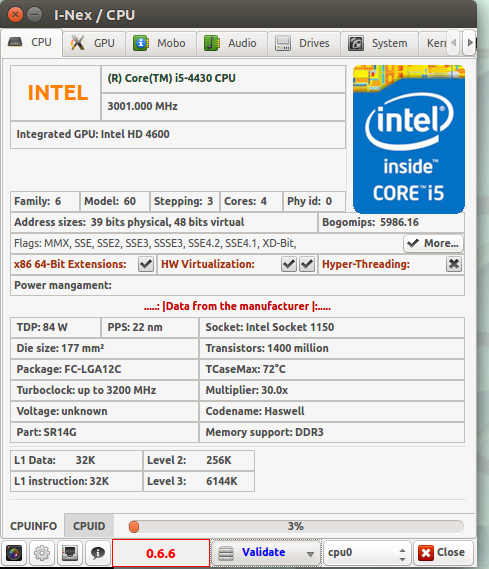 I-Nex / CPU
CPU GPU Mobo Audio Drives System Kern
INTEL
(R) Core(TM) i5-4430 CPU
3001.000 MHz
Integrated GPU: Intel HD 4600
intel
inside™
CORE™ i5
Family: 6 Model: 60 Stepping: 3 Cores: 4 Phy id: 0
Address sizes: 39 bits physical, 48 bits virtual Bogomips: 5986.16
Flags: MMX, SSE, SSE2, SSE3, SSSE3, SSE4.2, SSE4.1, XD-Bit, More...
x86 64-Bit Extensions: HW Virtualization: Hyper-Threading:
Power mangament:
.....: |Data from the manufacturer |:.....
TDP: 84 W PPS: 22 nm Socket: Intel Socket 1150
Die size: 177 mm² Transistors: 1400 million
Package: FC-LGA12C TCaseMax: 72°C
Turboclock: up to 3200 MHz Multiplier: 30.0x
Voltage: unknown Codename: Haswell
Part: SR14G Memory support: DDR3
L1 Data: 32K Level 2: 256K
L1 instruction: 32K Level 3: 6144K
CPUINFO CPUID 3%
0.6.6 Validate cpu0 Close